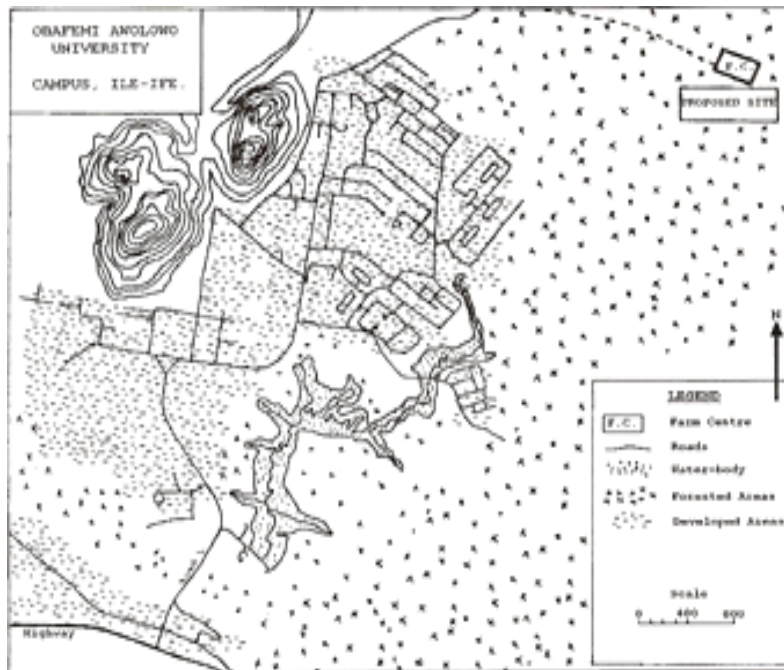 OBAFEMI AWOLOWO
UNIVERSITY
CAMPUS, ILE-IFE.
F.C.
PROPOSED SITE
N
LEGEND
F.C. Farm Centre
Roads
Water-body
Forested Areas
Developed Areas
Scale
0 400 800
Highway